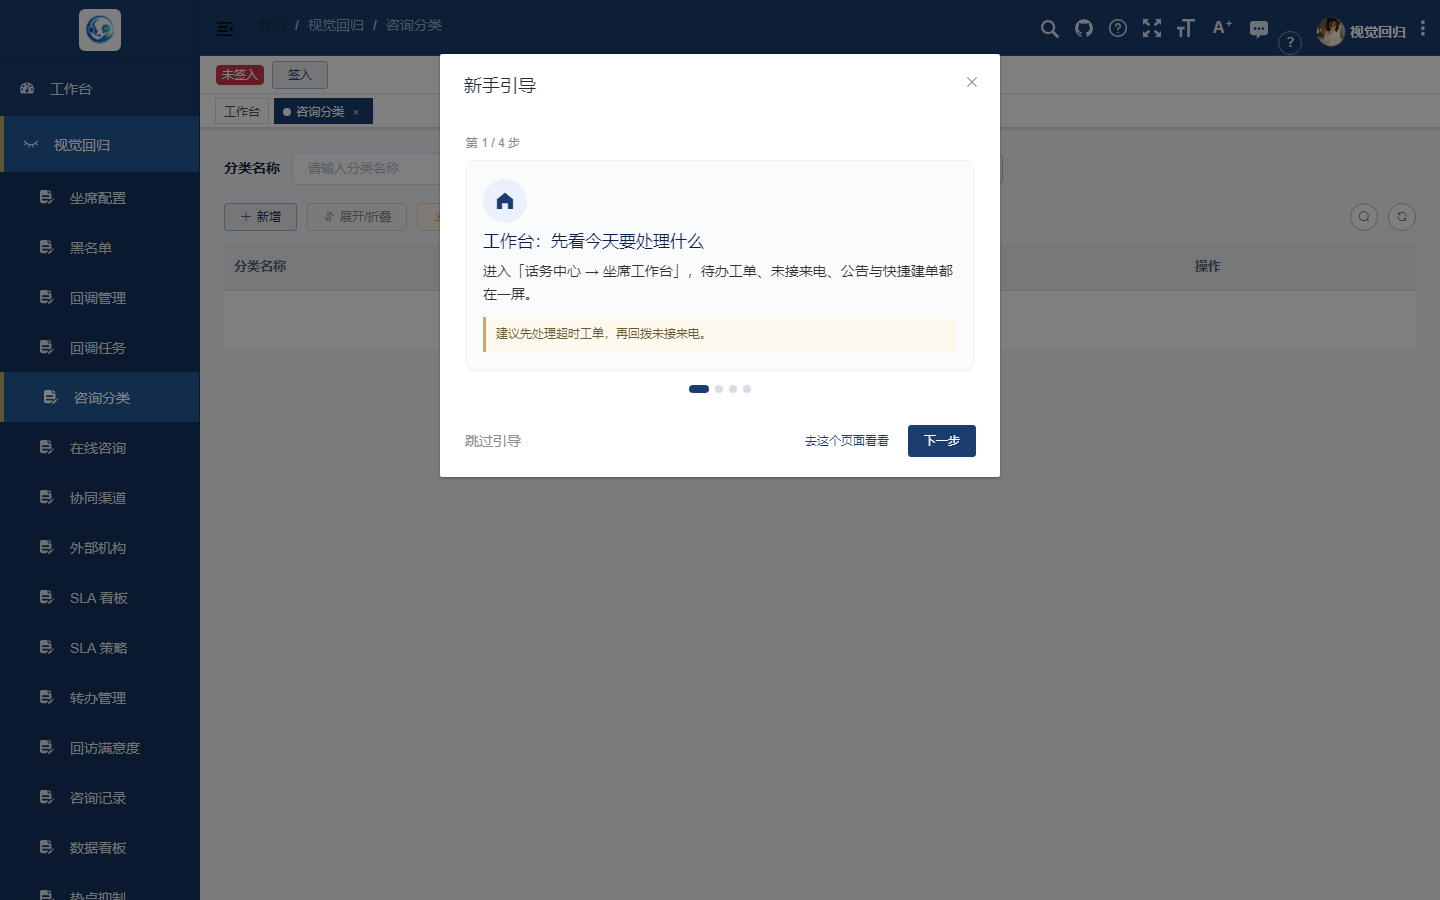 首页 / 视觉回归 / 咨询分类
A+
?
视觉回归
工作台
视觉回归
坐席配置
黑名单
回调管理
回调任务
咨询分类
在线咨询
协同渠道
外部机构
SLA 看板
SLA 策略
转办管理
回访满意度
咨询记录
数据看板
热点抑制
未签入
签入
工作台
咨询分类 ×
分类名称
请输入分类名称
新增
展开/折叠
分类名称
操作
新手引导
第 1 / 4 步
工作台：先看今天要处理什么
进入「话务中心 → 坐席工作台」，待办工单、未接来电、公告与快捷建单都
在一屏。
建议先处理超时工单，再回拨未接来电。
跳过引导
去这个页面看看
下一步